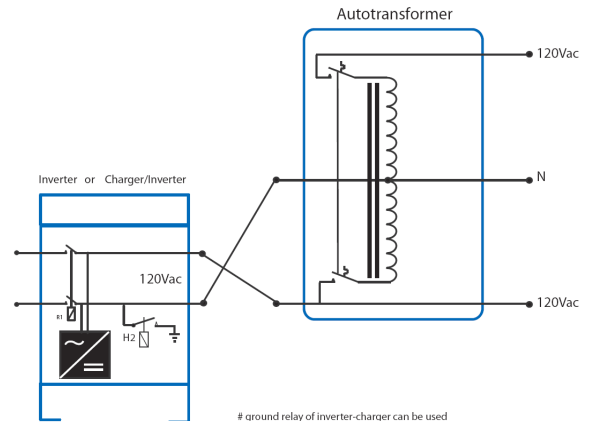 Autotransformer
120Vac
N
Inverter or Charger/Inverter
120Vac
R1
H2
120Vac
# ground relay of inverter-charger can be used